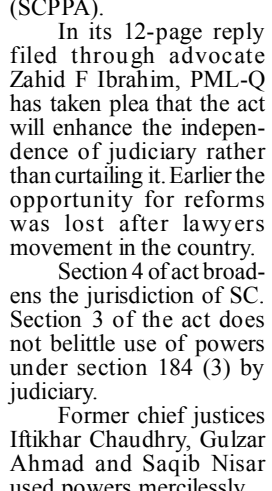 (SCPPA).
In its 12-page reply
filed through advocate
Zahid F Ibrahim, PML-Q
has taken plea that the act
will enhance the indepen-
dence of judiciary rather
than curtailing it. Earlier the
opportunity for reforms
was lost after lawyers
movement in the country.
Section 4 of act broad-
ens the jurisdiction of SC.
Section 3 of the act does
not belittle use of powers
under section 184 (3) by
judiciary.
Former chief justices
Iftikhar Chaudhry, Gulzar
Ahmad and Saqib Nisar
used powers mercilessly